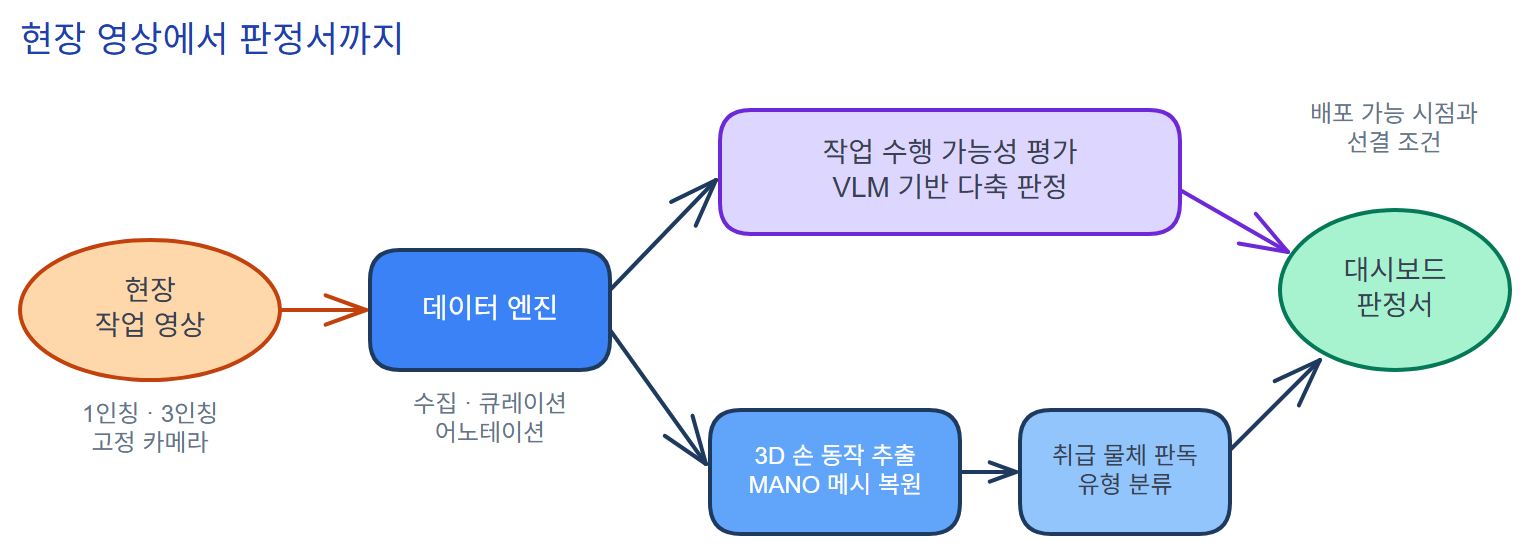 현장 영상에서 판정서까지
현장
작업 영상
1인칭 · 3인칭
고정 카메라
데이터 엔진
수집 · 큐레이션
어노테이션
작업 수행 가능성 평가
VLM 기반 다축 판정
3D 손 동작 추출
MANO 메시 복원
취급 물체 판독
유형 분류
배포 가능 시점과
선결 조건
대시보드
판정서